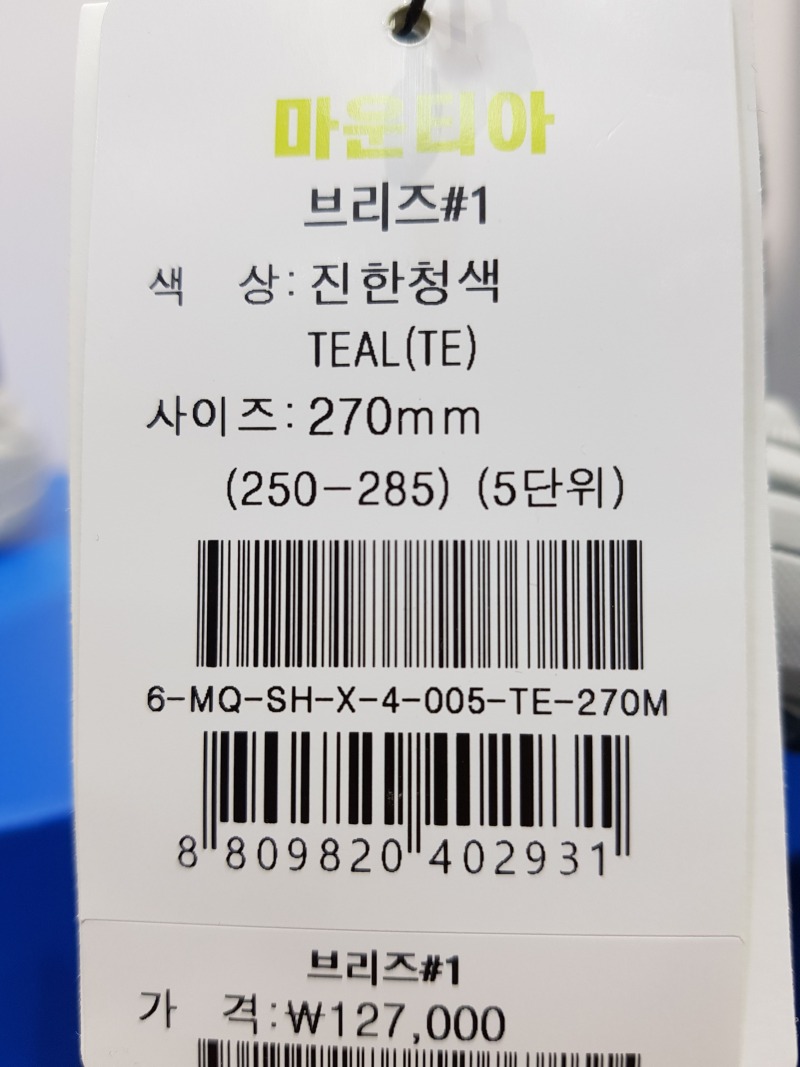 마운티아
브리즈#1
색 상: 진한청색
TEAL(TE)
사이즈: 270mm
(250-285) (5단위)
6-MQ-SH-X-4-005-TE-270M
8 809820 402931
브리즈#1
가 격:₩127,000